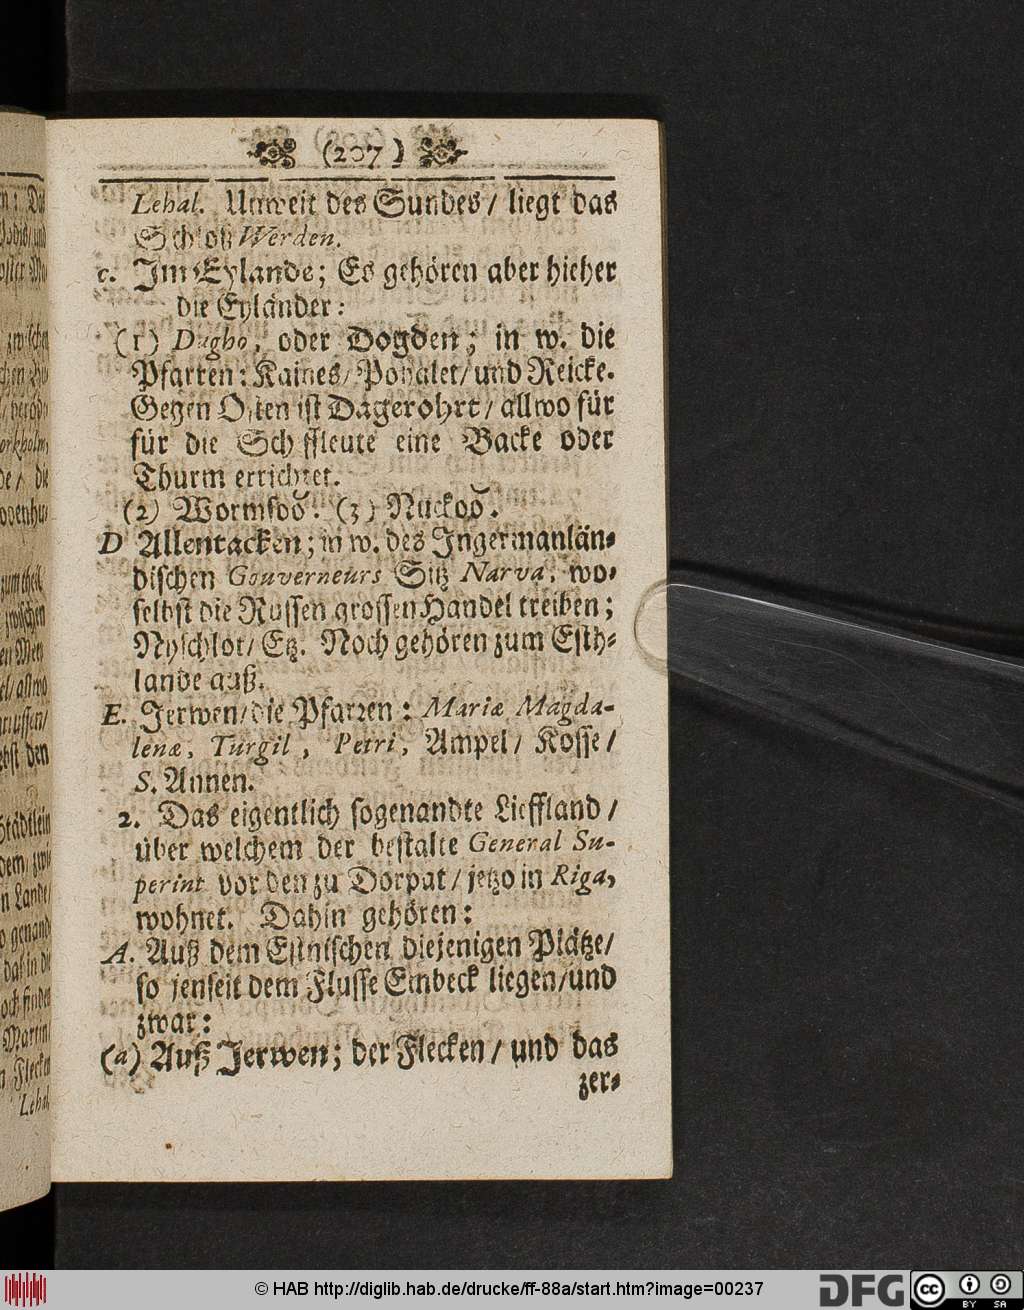 (207)
Lehal. Unweit des Sundes / liegt das
Schloß Werden.
c. Im Eylande; Es gehören aber hieher
die Eyländer:
(1) Dagho, oder Dogden; in w. die
Pfarren: Kaines / Pohalet / und Reicke.
Gegen Osten ist Dagerohrt / allwo für
für die Schiffleute eine Backe oder
Thurm errichtet.
(2) Wormsoö. (3) Nuckoö.
D Allentacken; in w. des Ingermanlän-
dischen Gouverneurs Sitz Narva, wo-
selbst die Russen grossen Handel treiben;
Nyschlot / Etz. Noch gehören zum Esth-
lande auß.
E. Jerwen / die Pfarren: Mariæ Magda-
lenæ, Turgil, Petri, Ampel / Kosse /
S. Annen.
2. Das eigentlich sogenandte Lieffland /
über welchem der bestalte General Su-
perint vor den zu Dorpat / jetzo in Riga,
wohnet. Dahin gehören:
A. Auß dem Estnischen diejenigen Plätze /
so jenseit dem Flusse Embeck liegen / und
zwar:
(a) Auß Jerwen; der Flecken / und das
zer-
© HAB http://diglib.hab.de/drucke/ff-88a/start.htm?image=00237
DFG
cc
BY SA